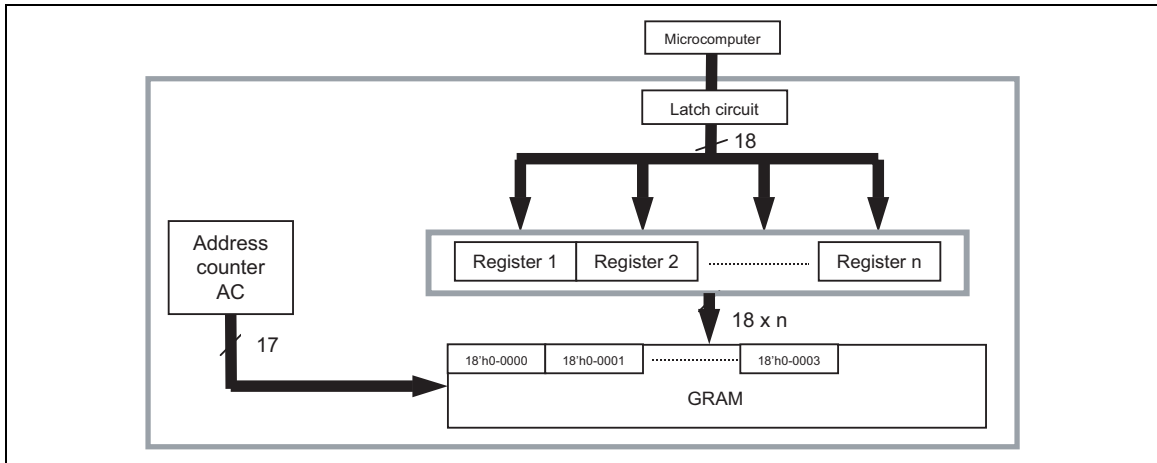 Microcomputer
Latch circuit
18
Address
counter
AC
Register 1
Register 2
Register n
17
18 x n
18'h0-0000
18'h0-0001
18'h0-0003
GRAM